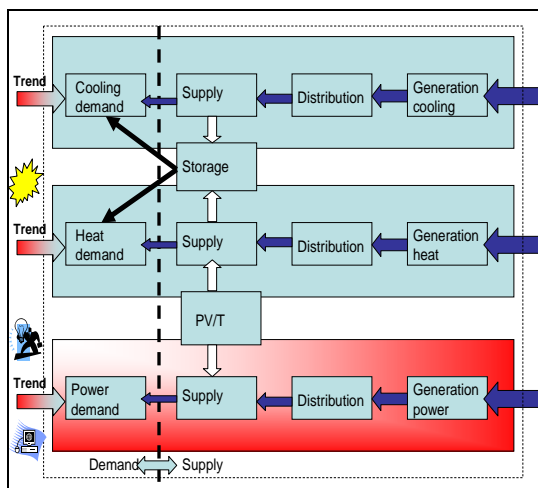 Trend
Cooling
demand
Supply
Distribution
Generation
cooling
Storage
Trend
Heat
demand
Supply
Distribution
Generation
heat
PV/T
Trend
Power
demand
Supply
Distribution
Generation
power
Demand
Supply